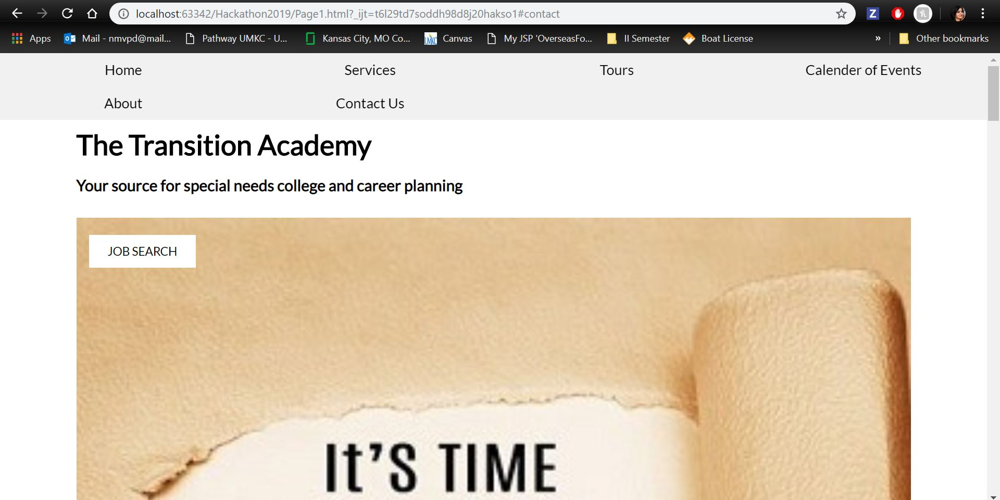 localhost:63342/Hackathon2019/Page1.html?_ijt=t6l29td7soddh98d8j20hakso1#contact
Apps Mail - nmvpd@mail... Pathway UMKC - U... Kansas City, MO Co... Canvas My JSP 'OverseasFo... II Semester Boat License » Other bookmarks
Home Services Tours Calender of Events
About Contact Us
The Transition Academy
Your source for special needs college and career planning
JOB SEARCH
It'S TIME